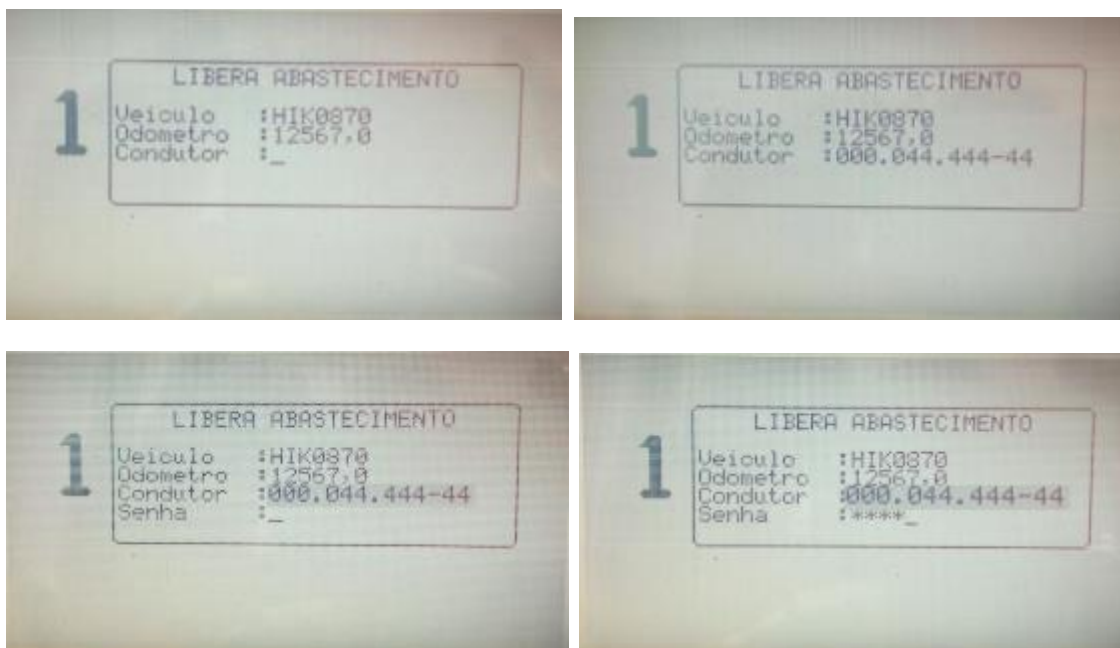 LIBERA ABASTECIMENTO
1
Veiculo :HIK0870
Odometro :12567,0
Condutor :_
LIBERA ABASTECIMENTO
1
Veiculo :HIK0870
Odometro :12567,0
Condutor :000.044.444-44
LIBERA ABASTECIMENTO
1
Veiculo :HIK0870
Odometro :12567,0
Condutor :000.044.444-44
Senha :_
LIBERA ABASTECIMENTO
1
Veiculo :HIK0870
Odometro :12567,0
Condutor :000.044.444-44
Senha :****_